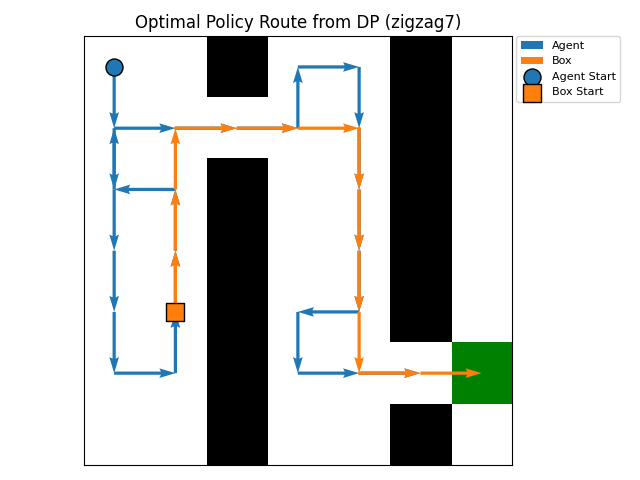 Optimal Policy Route from DP (zigzag7)
Agent
Box
Agent Start
Box Start